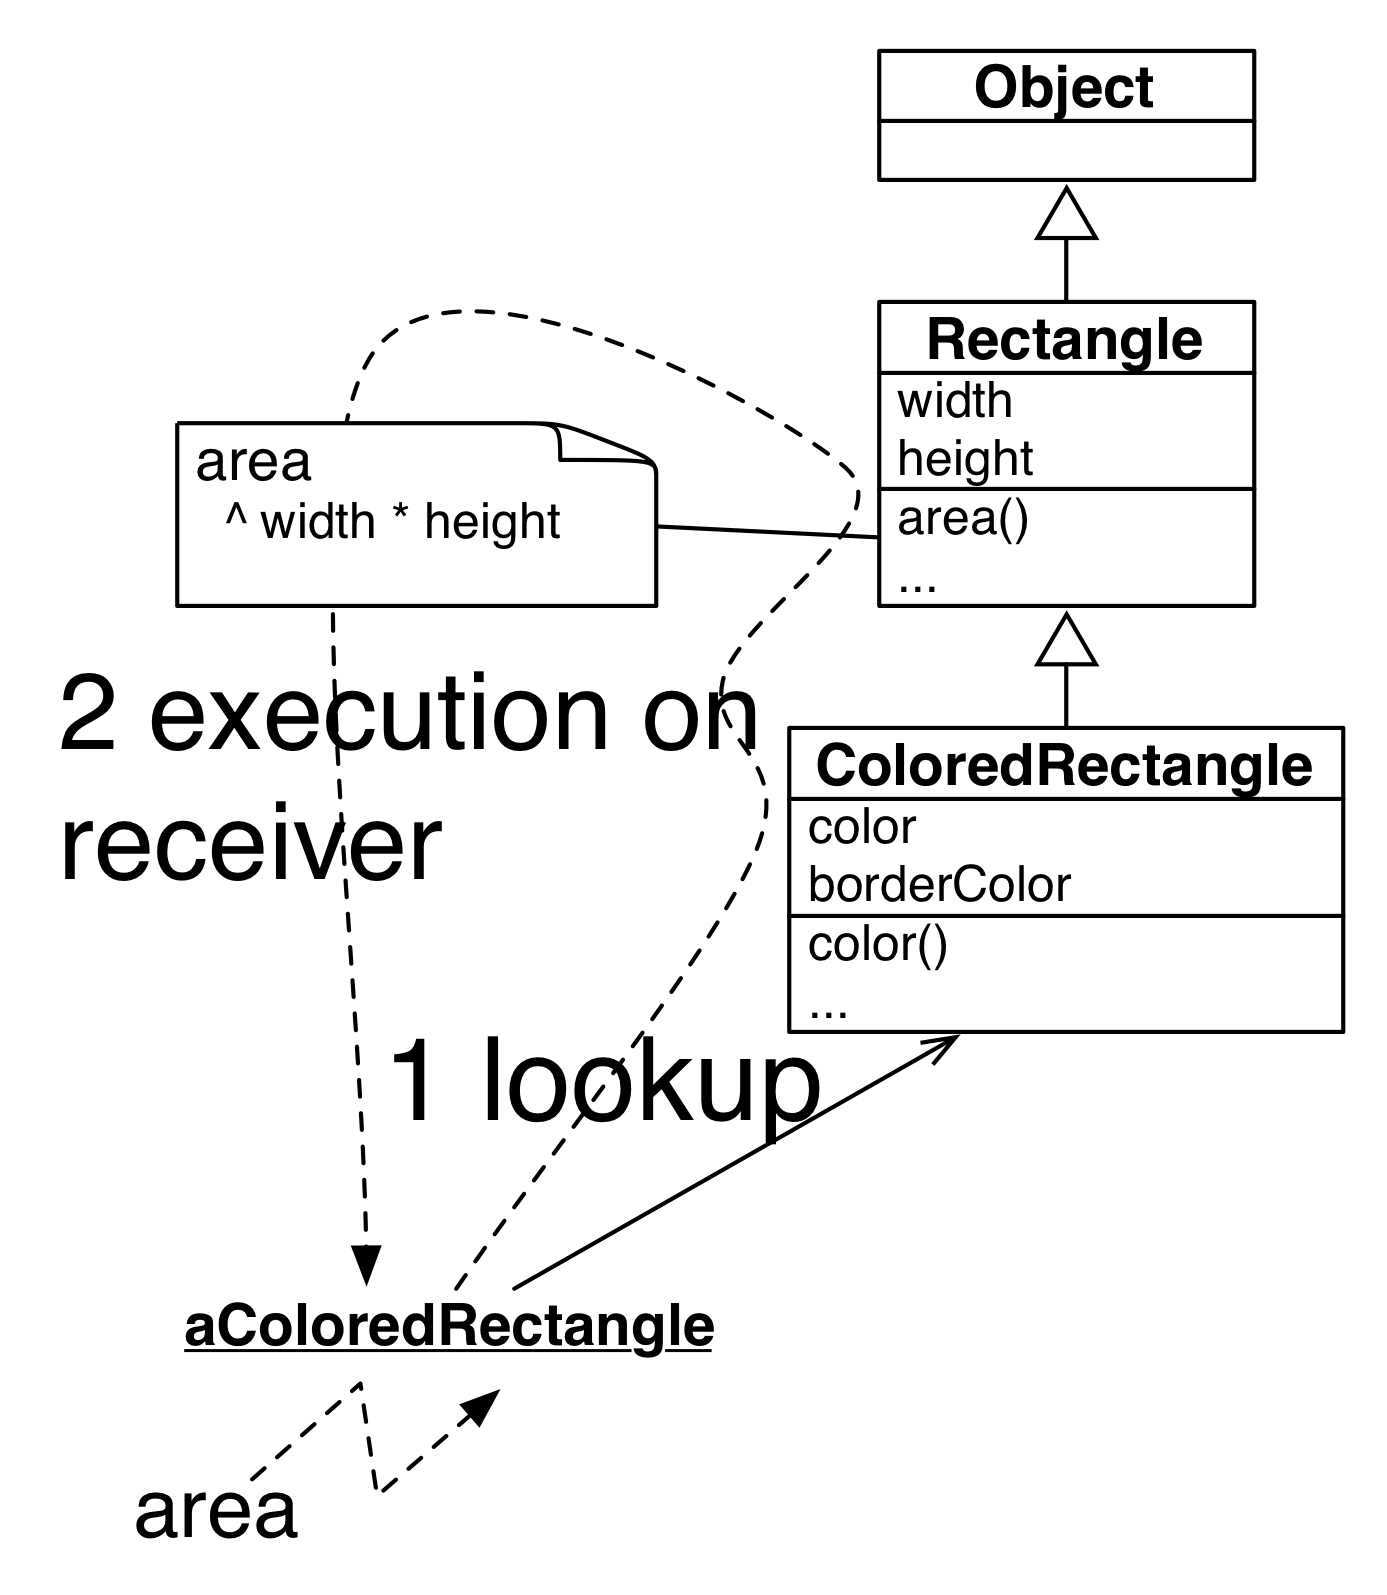 Object
Rectangle
width
height
area()
...
area
^ width * height
2 execution on
receiver
ColoredRectangle
color
borderColor
color()
...
1 lookup
aColoredRectangle
area